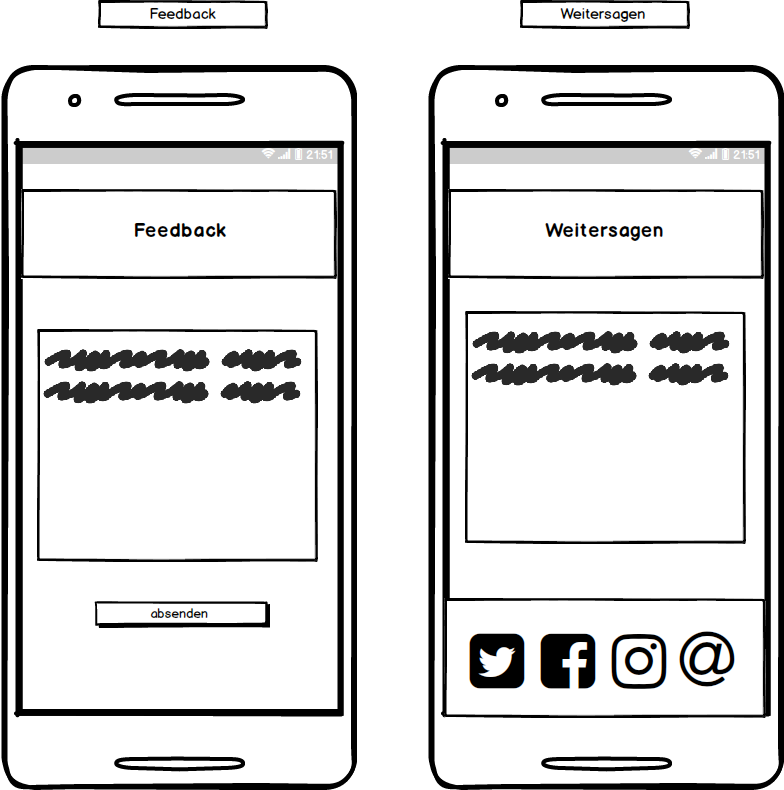 Feedback
Weitersagen
21:51
Feedback
absenden
21:51
Weitersagen
@